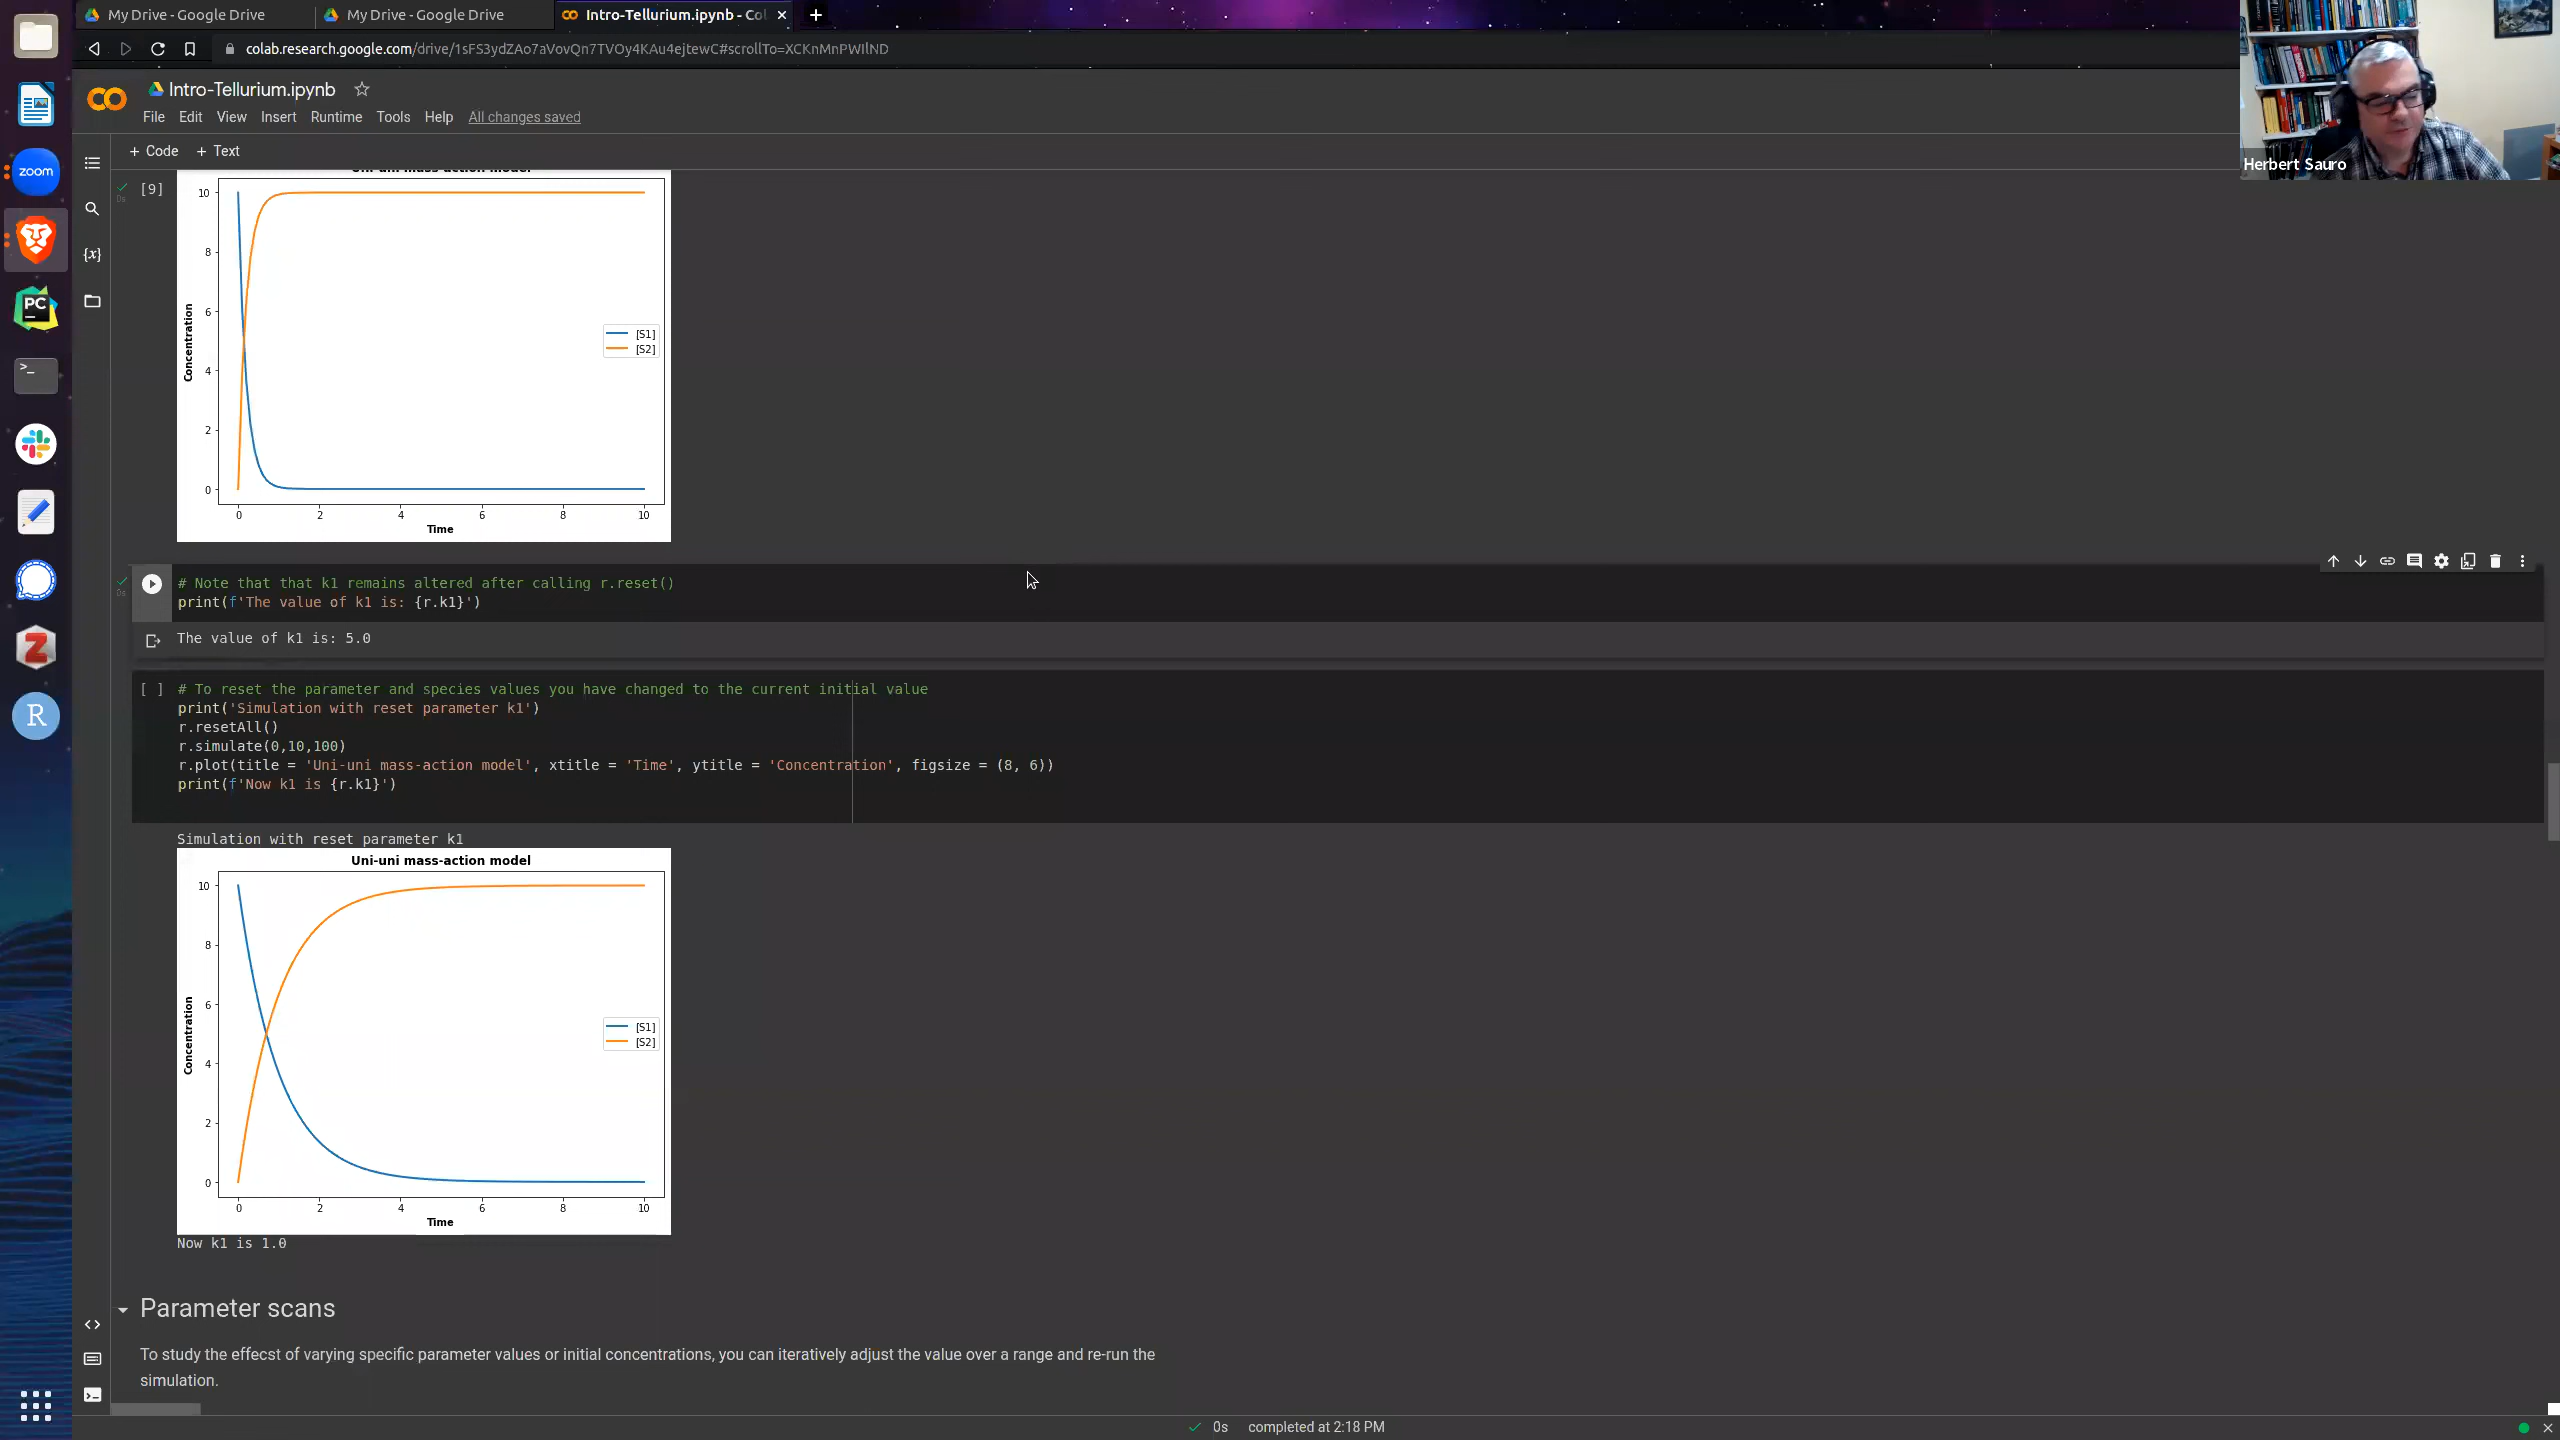 My Drive - Google Drive
My Drive - Google Drive
Intro-Tellurium.ipynb - Co
colab.research.google.com/drive/1sFS3ydZAo7aVovQn7TVOy4KAu4ejtewC#scrollTo=XCKnMnPWIlND
Intro-Tellurium.ipynb
File Edit View Insert Runtime Tools Help All changes saved
+ Code + Text
Herbert Sauro
zoom
PC
Z
R
{x}
[9]
Uni-uni mass-action model
10
8
6
4
2
0
Concentration
[S1]
[S2]
0 2 4 6 8 10
Time
# Note that that k1 remains altered after calling r.reset()
print(f'The value of k1 is: {r.k1}')
The value of k1 is: 5.0
[ ] # To reset the parameter and species values you have changed to the current initial value
print('Simulation with reset parameter k1')
r.resetAll()
r.simulate(0,10,100)
r.plot(title = 'Uni-uni mass-action model', xtitle = 'Time', ytitle = 'Concentration', figsize = (8, 6))
print(f'Now k1 is {r.k1}')
Simulation with reset parameter k1
Uni-uni mass-action model
10
8
6
4
2
0
Concentration
[S1]
[S2]
0 2 4 6 8 10
Time
Now k1 is 1.0
Parameter scans
To study the effecst of varying specific parameter values or initial concentrations, you can iteratively adjust the value over a range and re-run the
simulation.
0s completed at 2:18 PM